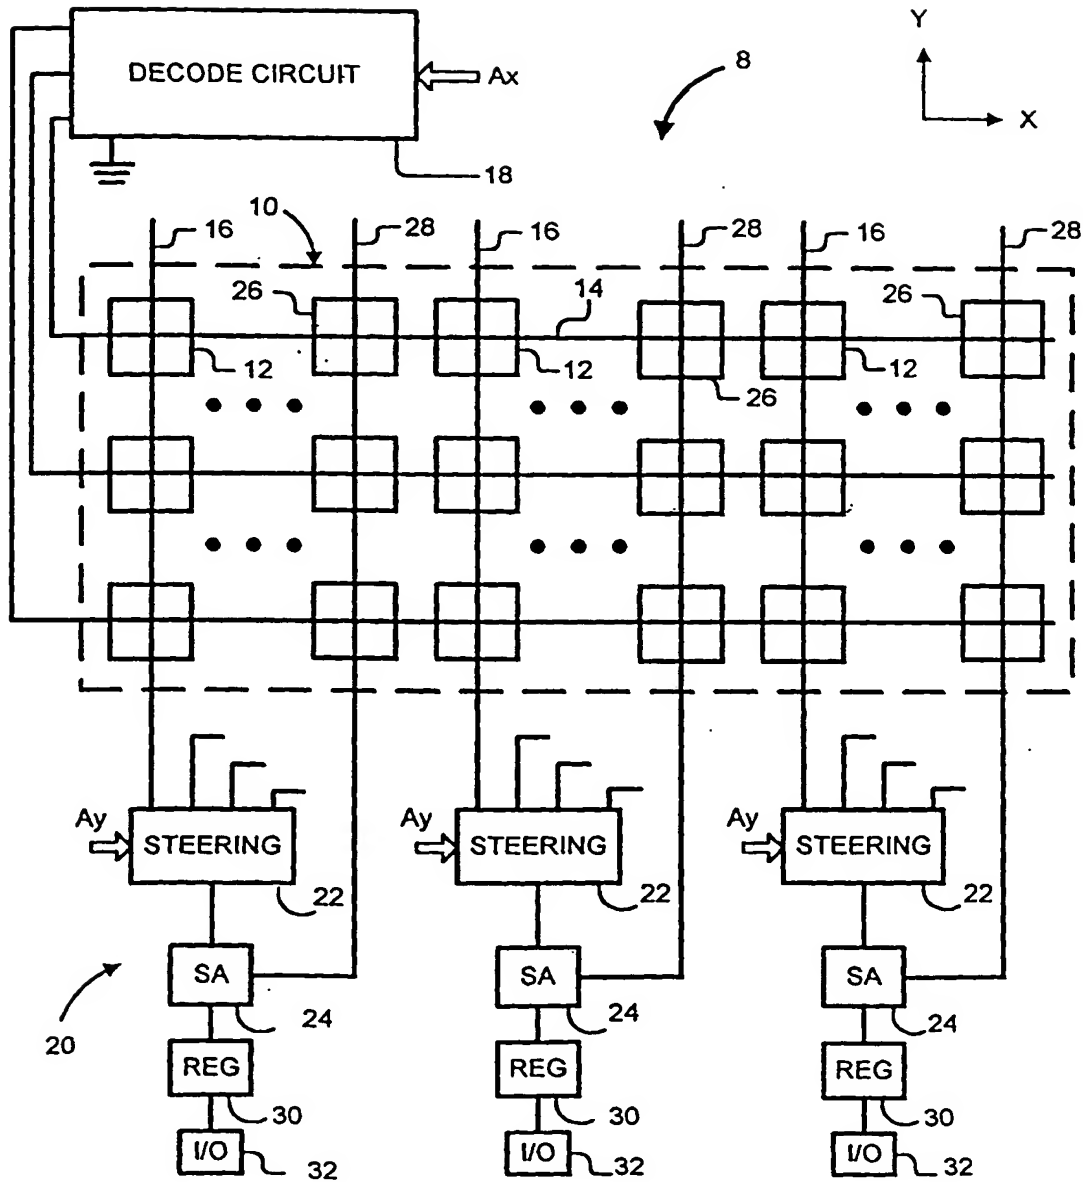 Y
DECODE CIRCUIT
Ax
8
X
18
10
16
28
16
28
16
28
26
14
26
12
12
26
12
Ay
STEERING
Ay
STEERING
Ay
STEERING
22
22
22
SA
SA
SA
24
24
24
20
REG
REG
REG
30
30
30
I/O
32
I/O
32
I/O
32